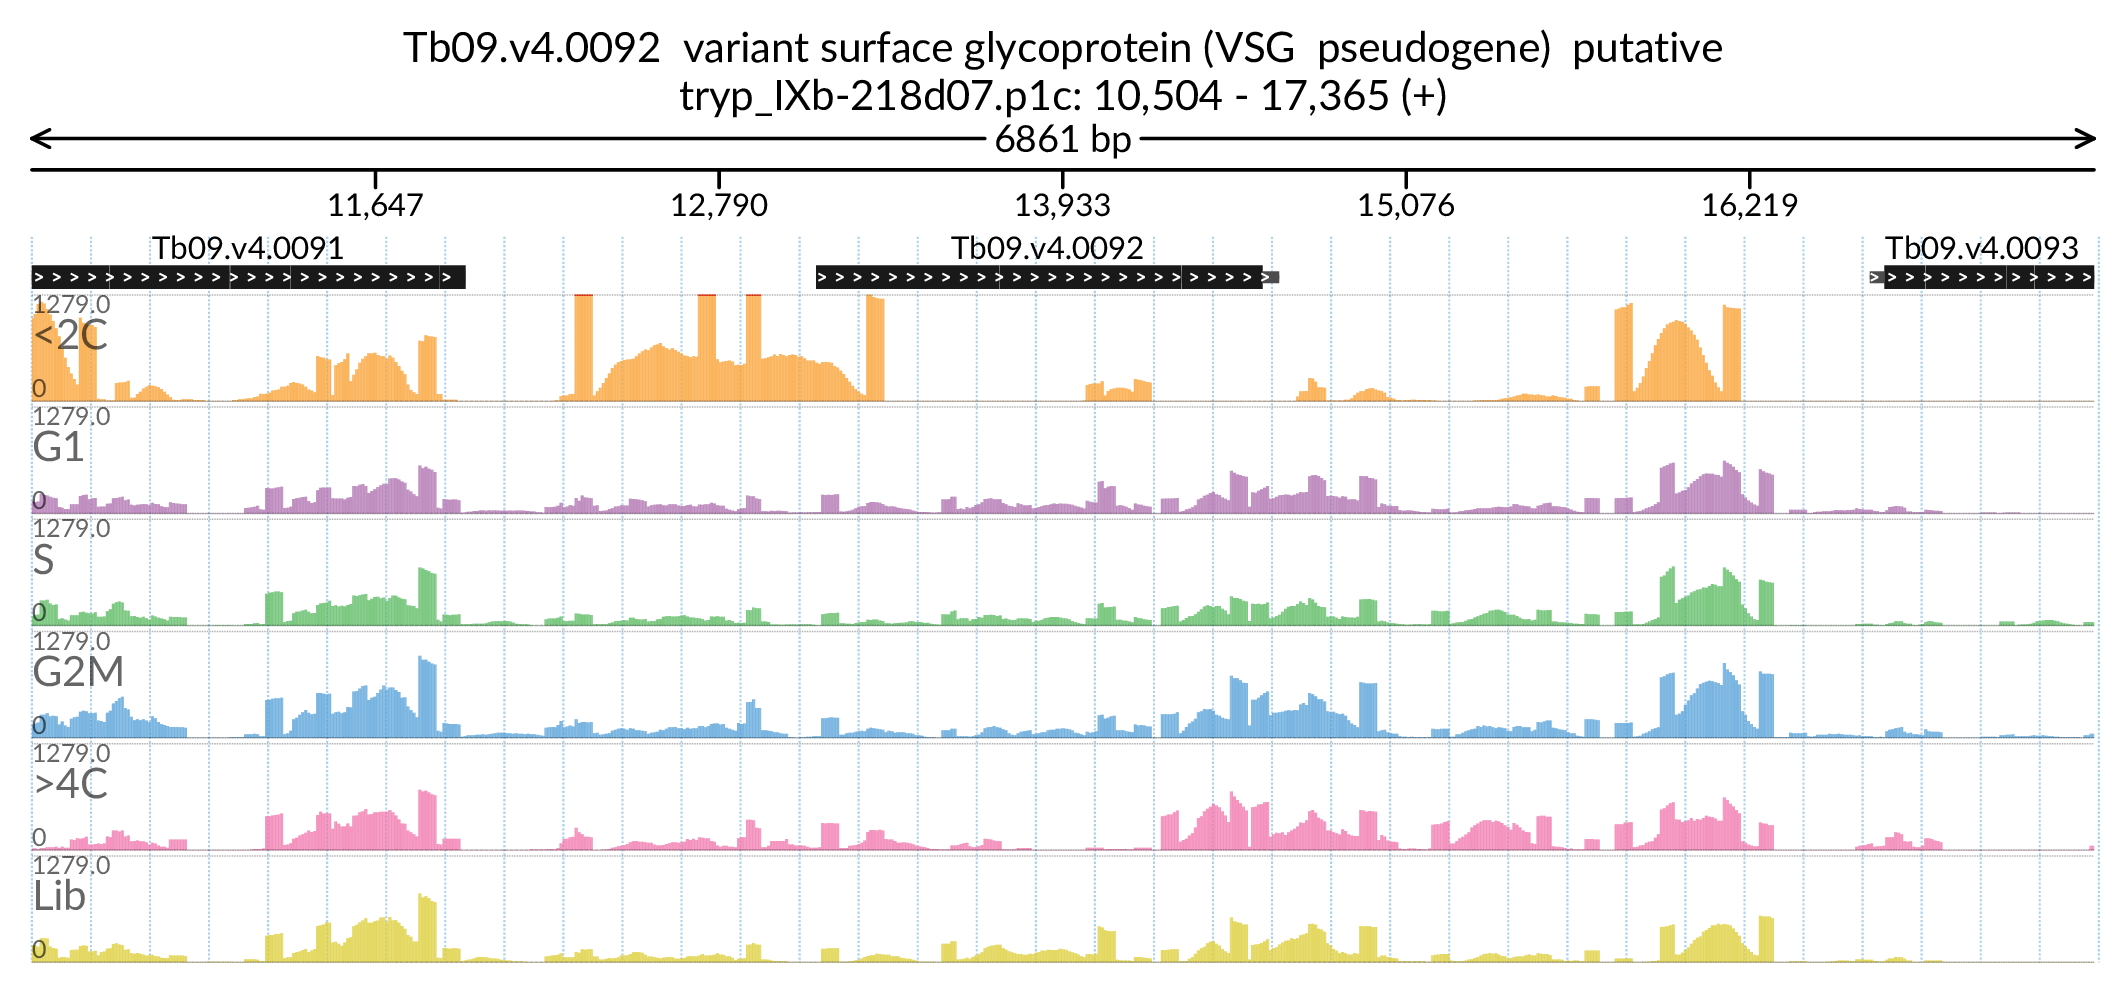 Tb09.v4.0092 variant surface glycoprotein (VSG pseudogene) putative
tryp_IXb-218d07.p1c: 10,504 - 17,365 (+)
6861 bp
11,647 12,790 13,933 15,076 16,219
Tb09.v4.0091 Tb09.v4.0092 Tb09.v4.0093
1279.0
<2C
0
1279.0
G1
0
1279.0
S
0
1279.0
G2M
0
1279.0
>4C
0
1279.0
Lib
0